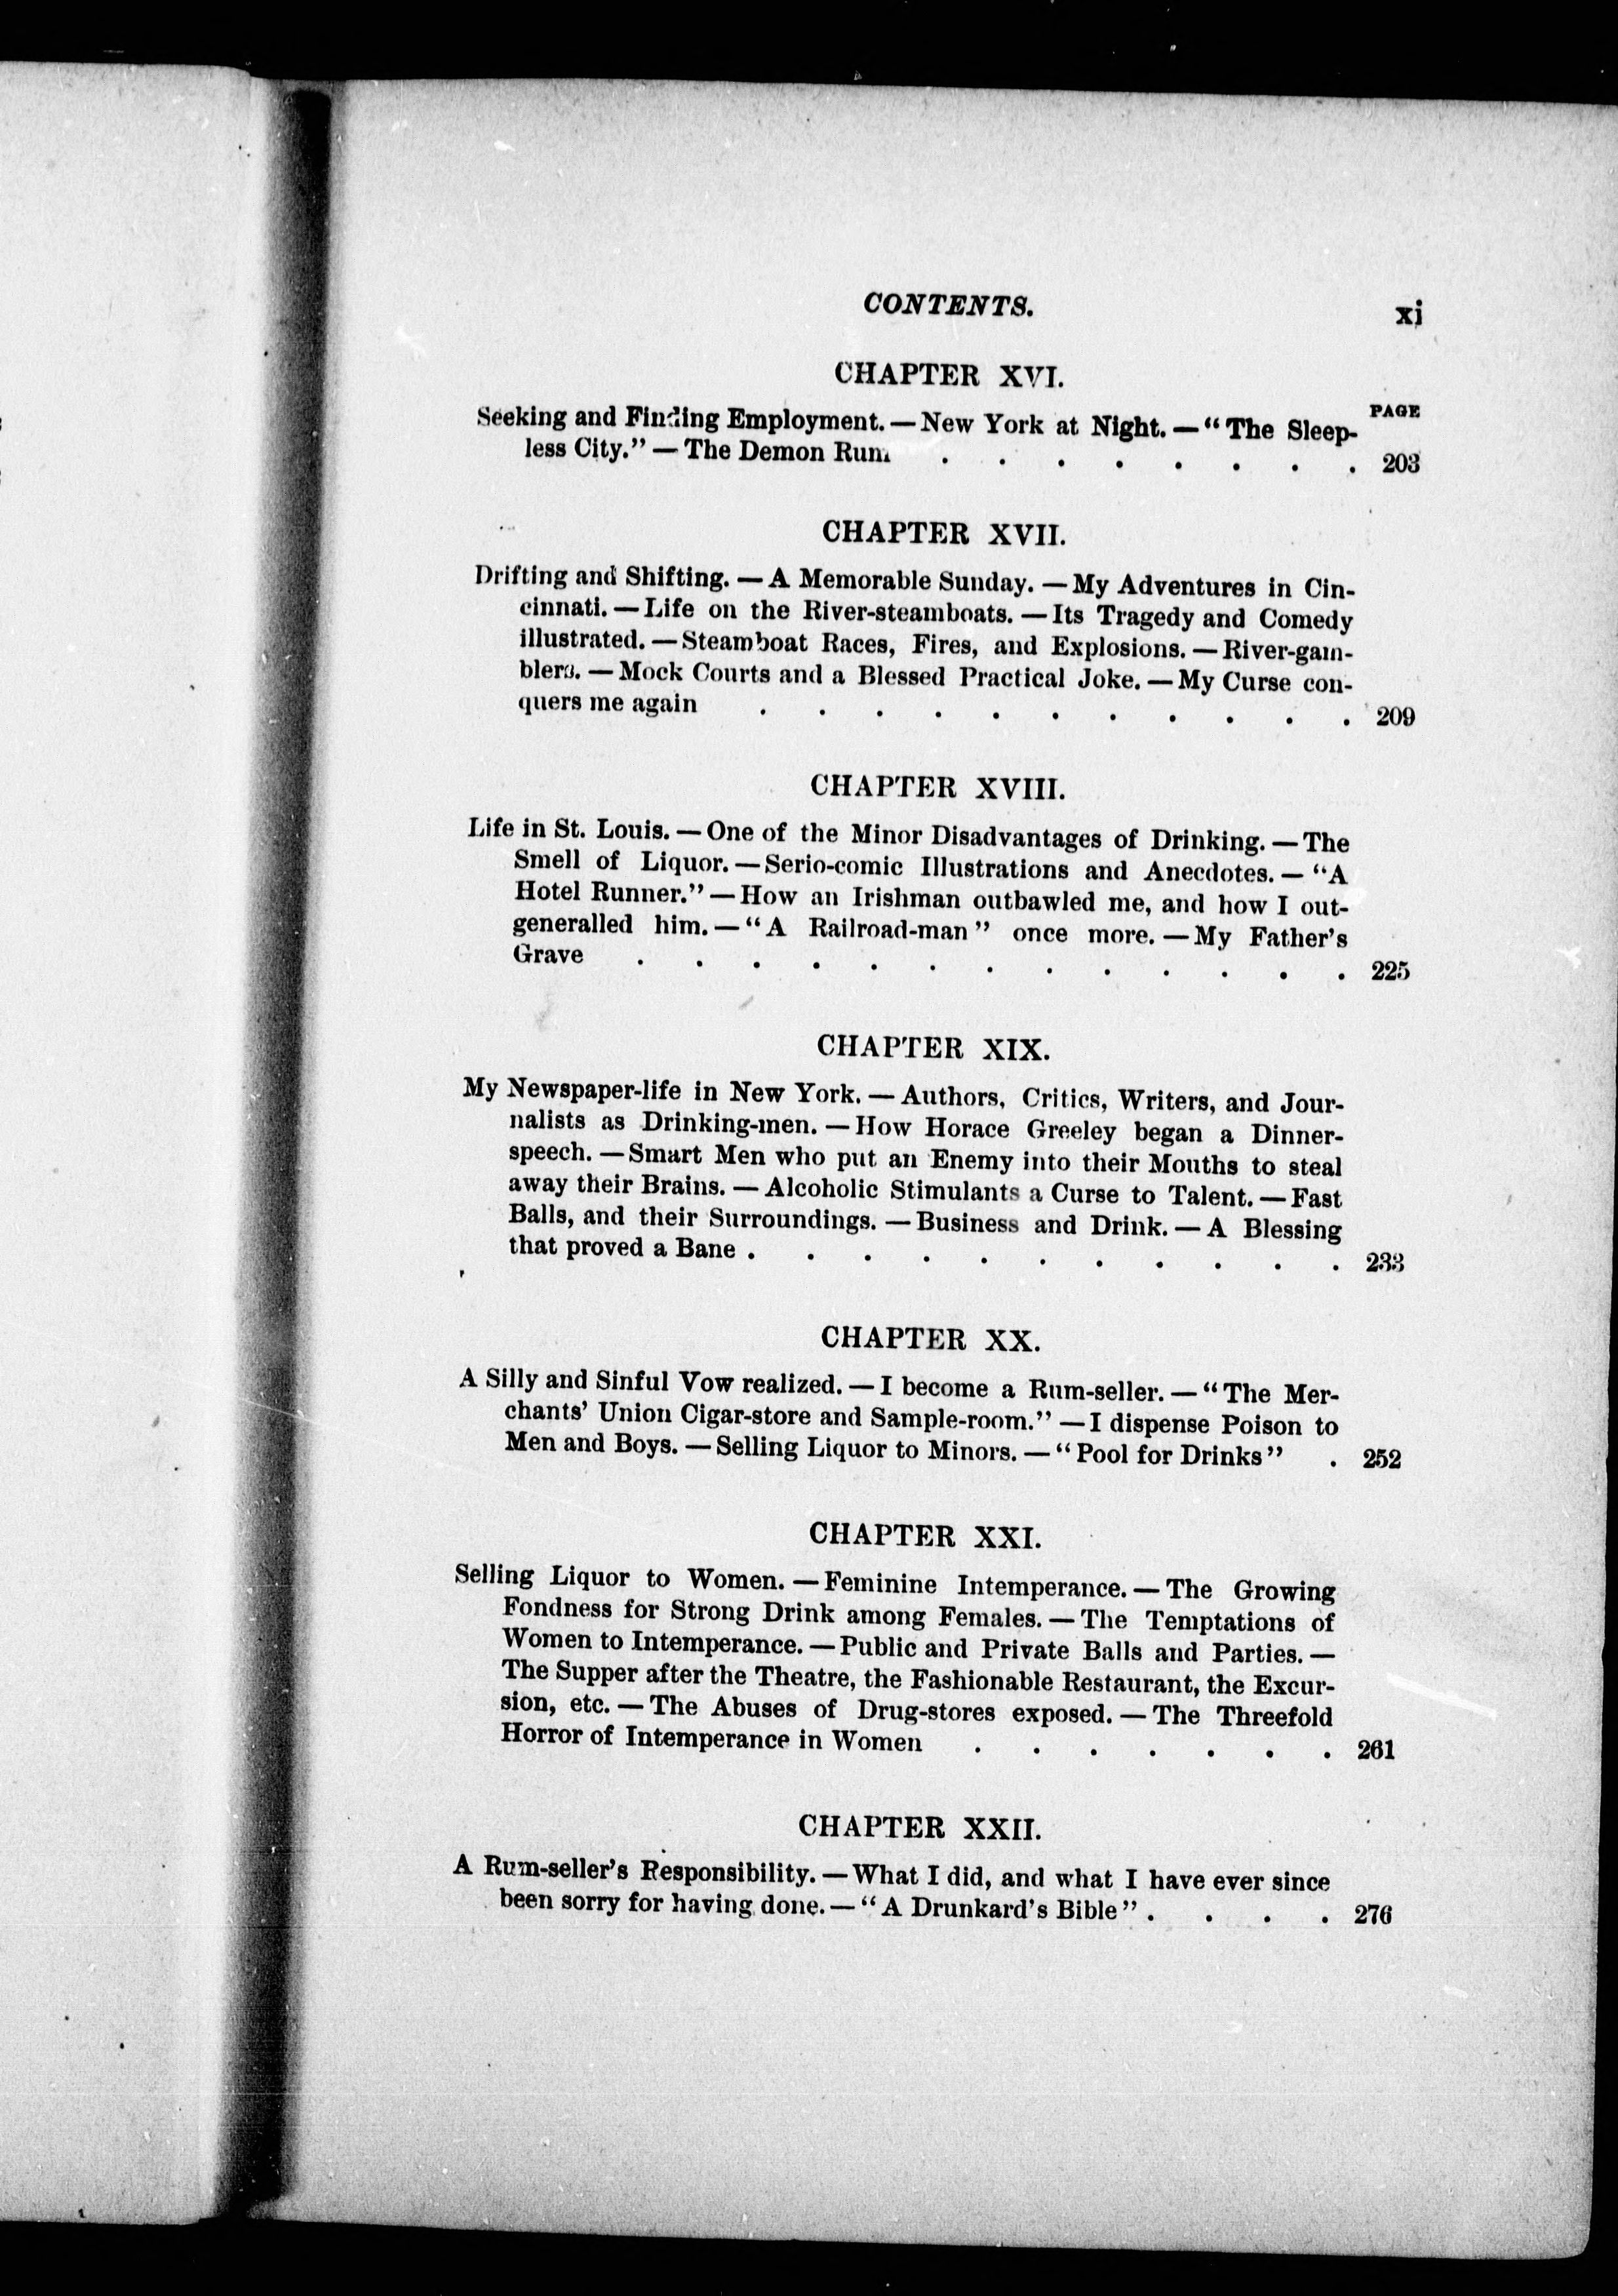 CONTENTS. xi
CHAPTER XVI.
PAGE
Seeking and Finding Employment. — New York at Night. — “The Sleep-
less City.” — The Demon Rum . . . . . . . . 203
CHAPTER XVII.
Drifting and Shifting. — A Memorable Sunday. — My Adventures in Cin-
cinnati. — Life on the River-steamboats. — Its Tragedy and Comedy
illustrated. — Steamboat Races, Fires, and Explosions. — River-gam-
blers. — Mock Courts and a Blessed Practical Joke. — My Curse con-
quers me again . . . . . . . . . . . 209
CHAPTER XVIII.
Life in St. Louis. — One of the Minor Disadvantages of Drinking. — The
Smell of Liquor. — Serio-comic Illustrations and Anecdotes. — “A
Hotel Runner.” — How an Irishman outbawled me, and how I out-
generalled him. — “A Railroad-man” once more. — My Father’s
Grave . . . . . . . . . . . . . 225
CHAPTER XIX.
My Newspaper-life in New York. — Authors, Critics, Writers, and Jour-
nalists as Drinking-men. — How Horace Greeley began a Dinner-
speech. — Smart Men who put an Enemy into their Mouths to steal
away their Brains. — Alcoholic Stimulants a Curse to Talent. — Fast
Balls, and their Surroundings. — Business and Drink. — A Blessing
that proved a Bane . . . . . . . . . . . 233
CHAPTER XX.
A Silly and Sinful Vow realized. — I become a Rum-seller. — “The Mer-
chants’ Union Cigar-store and Sample-room.” — I dispense Poison to
Men and Boys. — Selling Liquor to Minors. — “Pool for Drinks” . 252
CHAPTER XXI.
Selling Liquor to Women. — Feminine Intemperance. — The Growing
Fondness for Strong Drink among Females. — The Temptations of
Women to Intemperance. — Public and Private Balls and Parties. —
The Supper after the Theatre, the Fashionable Restaurant, the Excur-
sion, etc. — The Abuses of Drug-stores exposed. — The Threefold
Horror of Intemperance in Women . . . . . . . 261
CHAPTER XXII.
A Rum-seller’s Responsibility. — What I did, and what I have ever since
been sorry for having done. — “A Drunkard’s Bible” . . . . 276